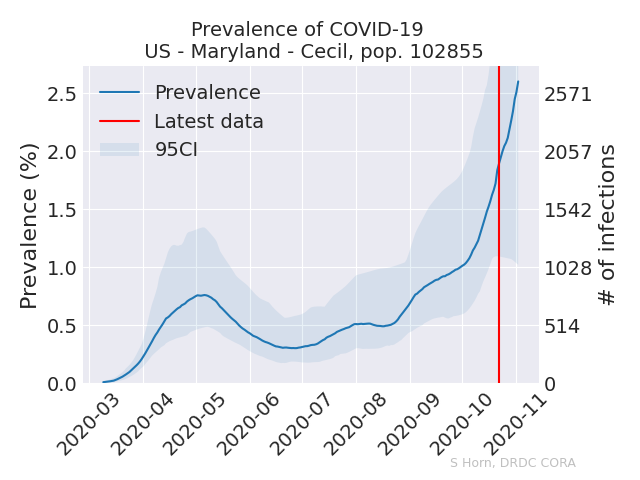 Prevalence of COVID-19
US - Maryland - Cecil, pop. 102855
Prevalence
Latest data
95CI
Prevalence (%)
2.5
2.0
1.5
1.0
0.5
0.0
2571
2057
1542
1028
514
0
# of infections
2020-03
2020-04
2020-05
2020-06
2020-07
2020-08
2020-09
2020-10
2020-11
S Horn, DRDC CORA